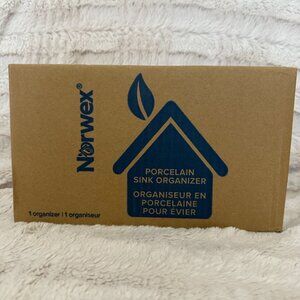 Norwex®
PORCELAIN
SINK ORGANIZER
ORGANISEUR EN
PORCELAINE
POUR ÉVIER
1 organizer / 1 organiseur